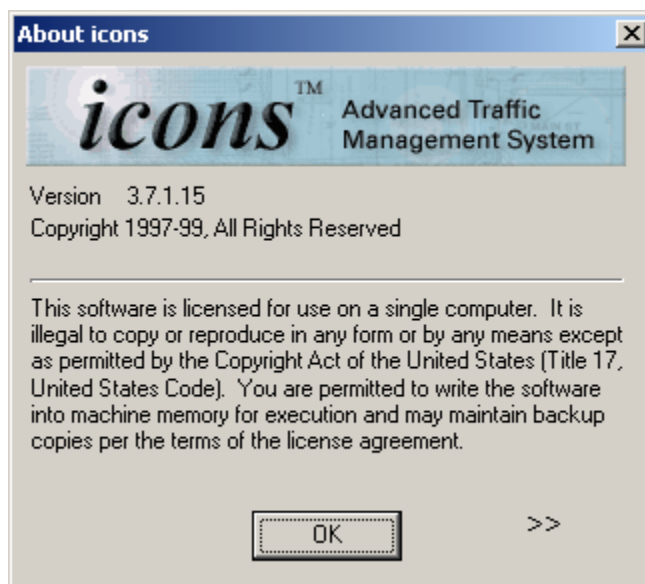 About icons
icons™ Advanced Traffic
Management System
Version 3.7.1.15
Copyright 1997-99, All Rights Reserved
This software is licensed for use on a single computer. It is
illegal to copy or reproduce in any form or by any means except
as permitted by the Copyright Act of the United States (Title 17,
United States Code). You are permitted to write the software
into machine memory for execution and may maintain backup
copies per the terms of the license agreement.
OK >>